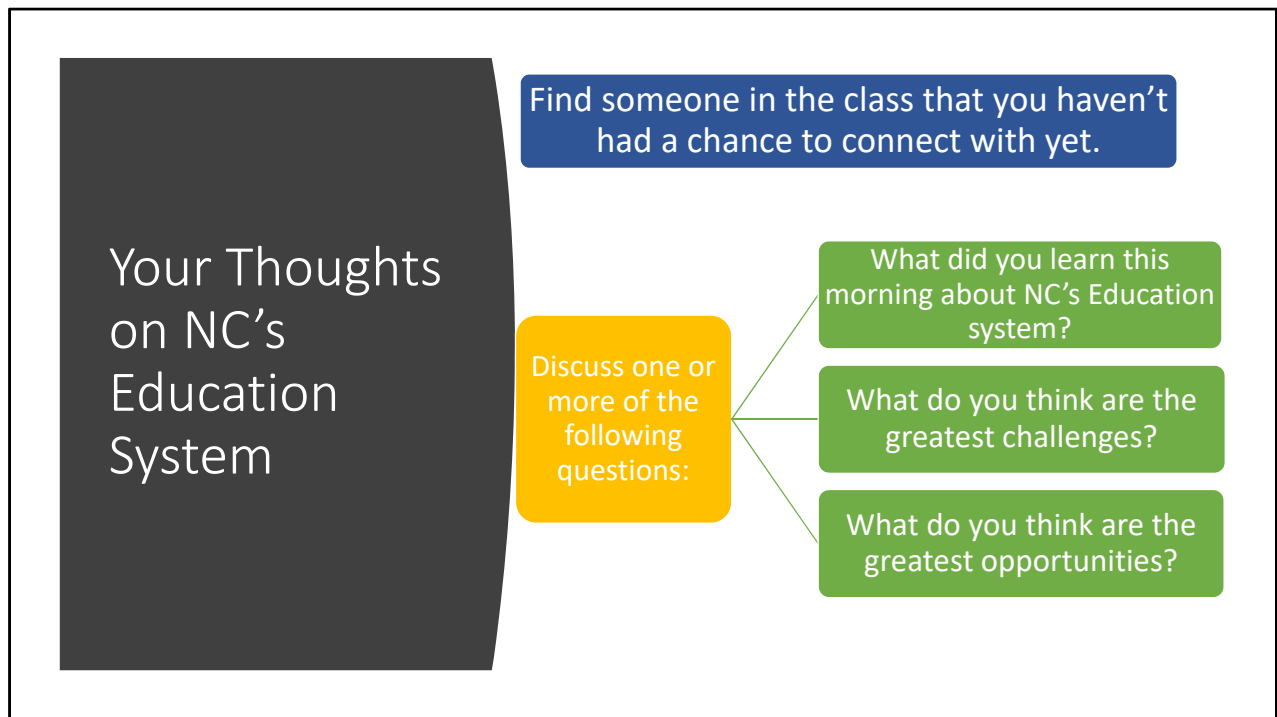 Your Thoughts
on NC’s
Education
System
Find someone in the class that you haven’t
had a chance to connect with yet.
Discuss one or
more of the
following
questions:
What did you learn this
morning about NC’s Education
system?
What do you think are the
greatest challenges?
What do you think are the
greatest opportunities?